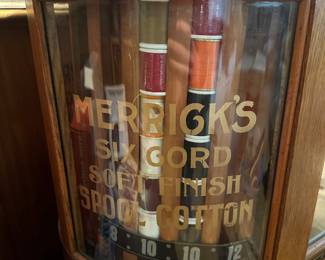 MERRICK'S
SIX CORD
SOFT FINISH
SPOOL COTTON
8 10 10 12